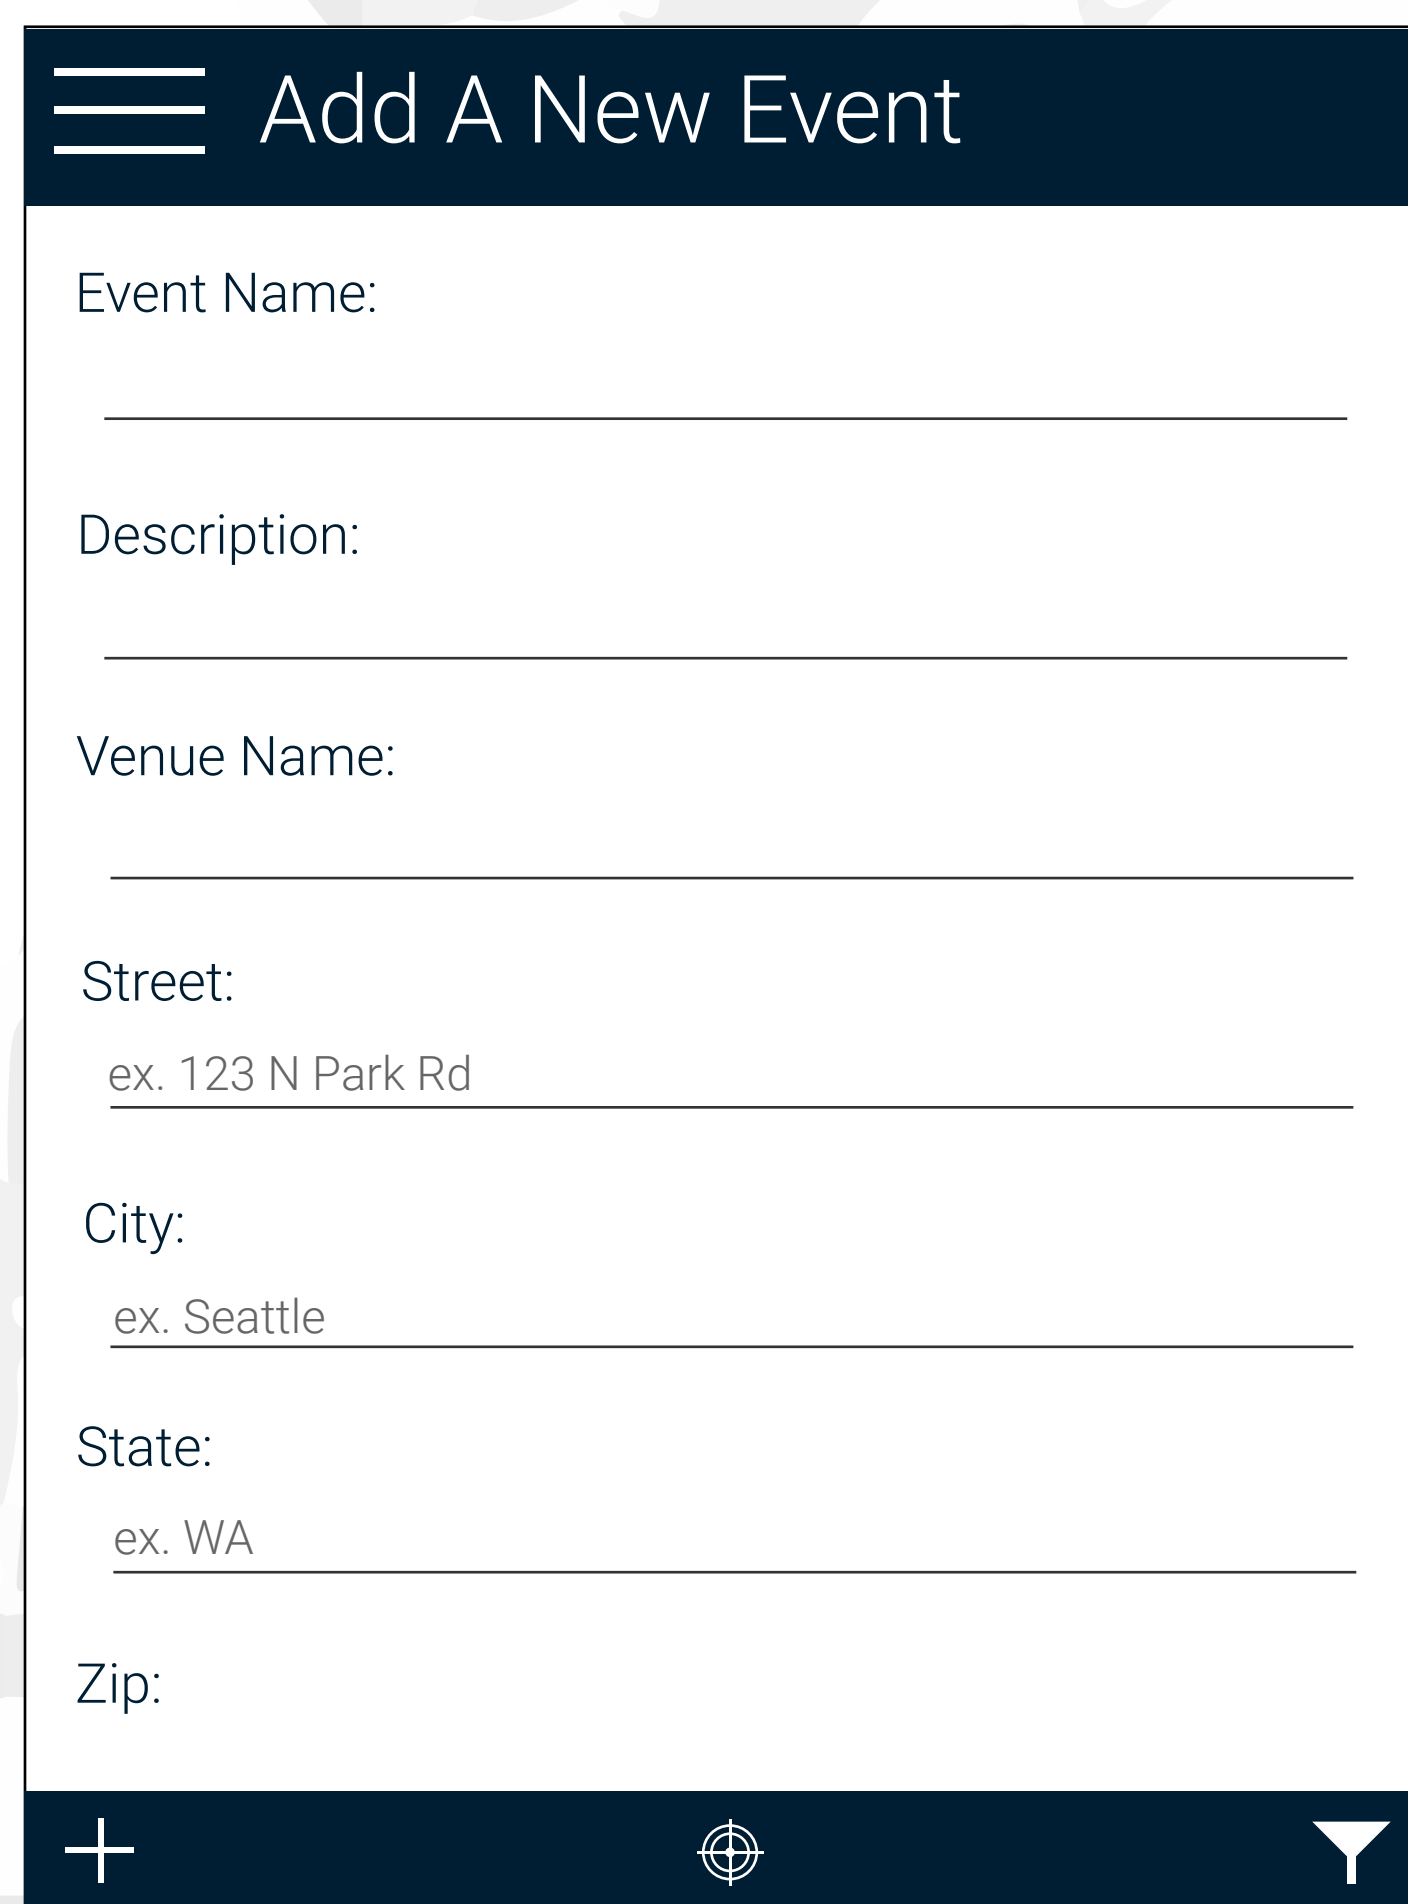 Add A New Event
Event Name:
Description:
Venue Name:
Street:
ex. 123 N Park Rd
City:
ex. Seattle
State:
ex. WA
Zip: